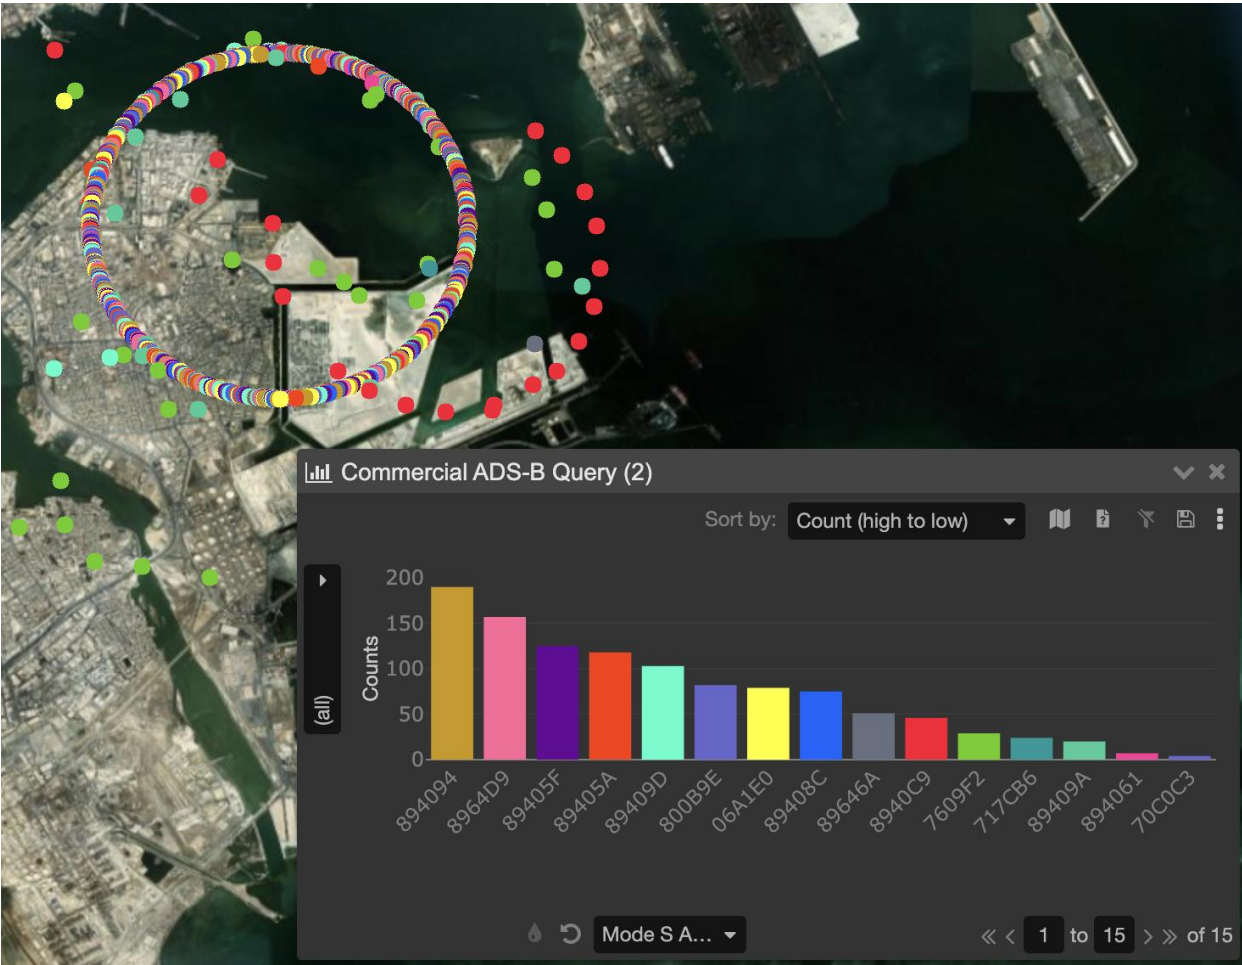 Commercial ADS-B Query (2)
Sort by: Count (high to low)
(all)
Counts
200
150
100
50
0
894094 8964D9 89405F 89405A 89409D 800B9E 06A1E0 89408C 89646A 8940C9 7609F2 717CB6 89409A 894061 70C0C3
Mode S A... 1 to 15 of 15